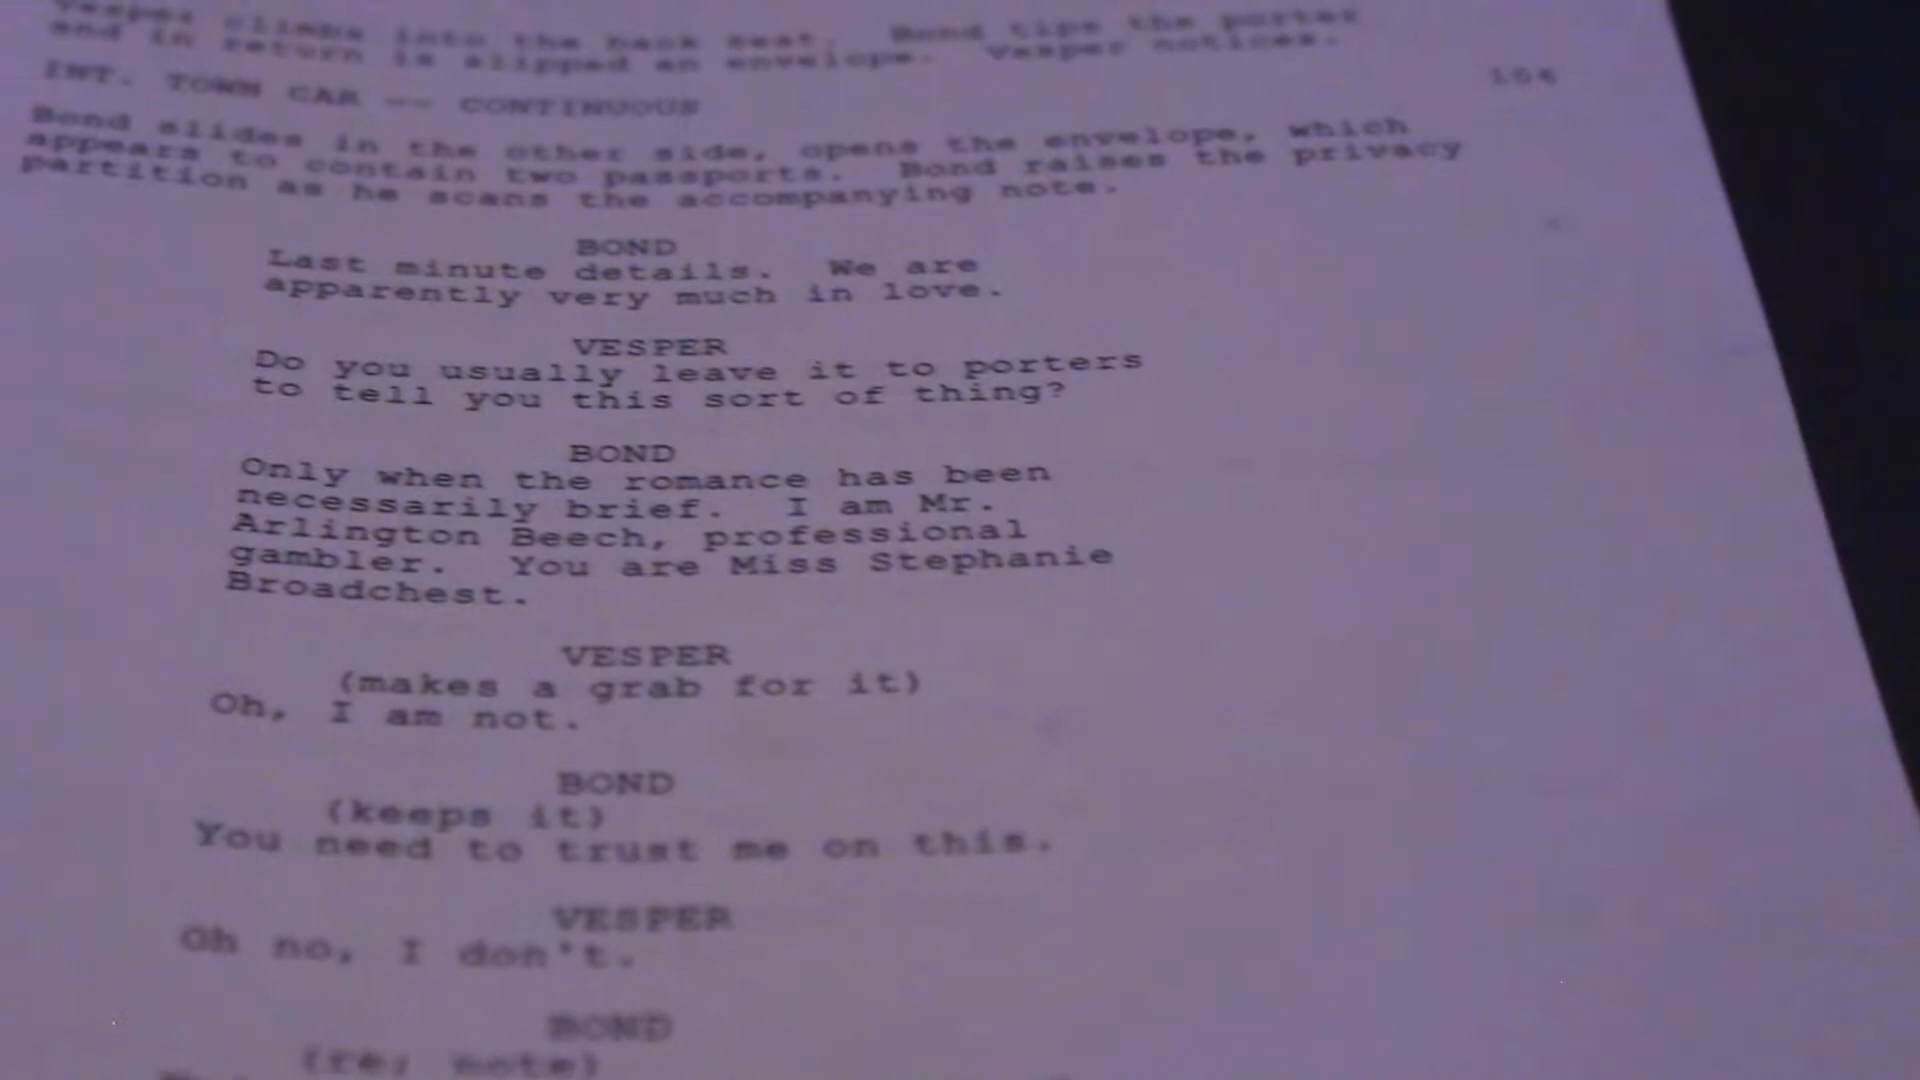 Vesper climbs into the back seat. Bond tips the porter
and in return is slipped an envelope. Vesper notices.
INT. TOWN CAR -- CONTINUOUS
Bond slides in the other side, opens the envelope, which
appears to contain two passports. Bond raises the privacy
partition as he scans the accompanying note.
BOND
Last minute details. We are
apparently very much in love.
VESPER
Do you usually leave it to porters
to tell you this sort of thing?
BOND
Only when the romance has been
necessarily brief. I am Mr.
Arlington Beech, professional
gambler. You are Miss Stephanie
Broadchest.
VESPER
(makes a grab for it)
Oh, I am not.
BOND
(keeps it)
You need to trust me on this.
VESPER
Oh no, I don't.
BOND
(re: note)